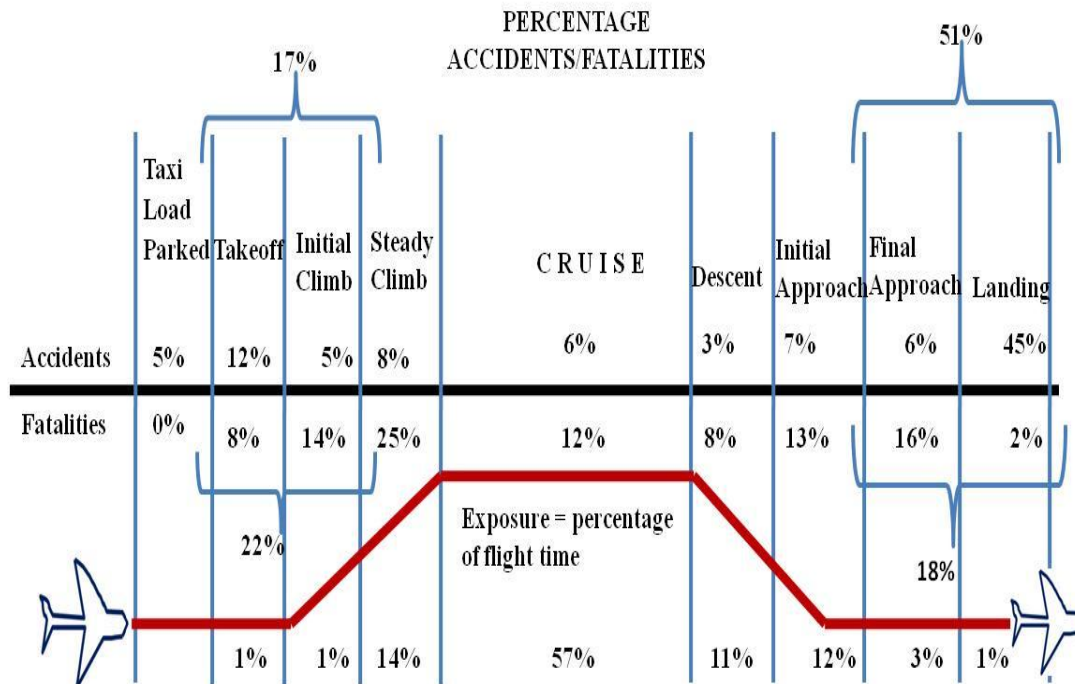 PERCENTAGE
ACCIDENTS/FATALITIES
17%
51%
Taxi
Load
Parked
Takeoff
Initial
Climb
Steady
Climb
C R U I S E
Descent
Initial
Approach
Final
Approach
Landing
Accidents 5% 12% 5% 8% 6% 3% 7% 6% 45%
Fatalities 0% 8% 14% 25% 12% 8% 13% 16% 2%
22%
Exposure = percentage
of flight time
18%
1% 1% 14% 57% 11% 12% 3% 1%